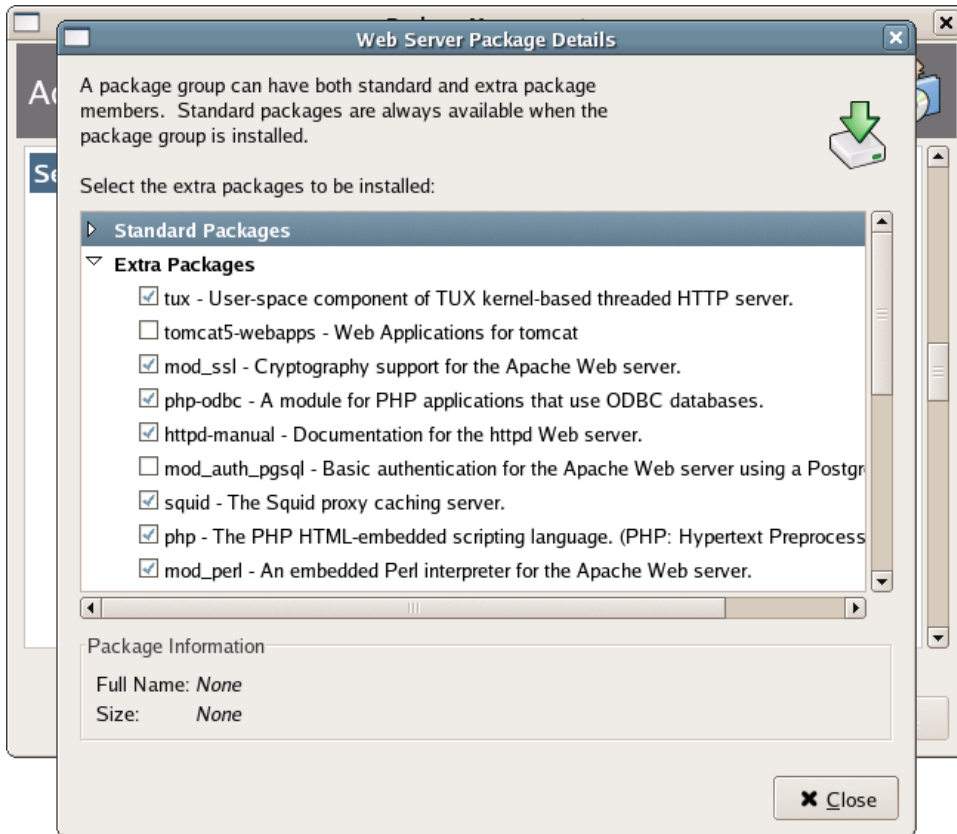 Web Server Package Details
A package group can have both standard and extra package
members. Standard packages are always available when the
package group is installed.
Select the extra packages to be installed:
Standard Packages
Extra Packages
tux - User-space component of TUX kernel-based threaded HTTP server.
tomcat5-webapps - Web Applications for tomcat
mod_ssl - Cryptography support for the Apache Web server.
php-odbc - A module for PHP applications that use ODBC databases.
httpd-manual - Documentation for the httpd Web server.
mod_auth_pgsql - Basic authentication for the Apache Web server using a Postgr
squid - The Squid proxy caching server.
php - The PHP HTML-embedded scripting language. (PHP: Hypertext Preprocess
mod_perl - An embedded Perl interpreter for the Apache Web server.
Package Information
Full Name: None
Size: None
Close